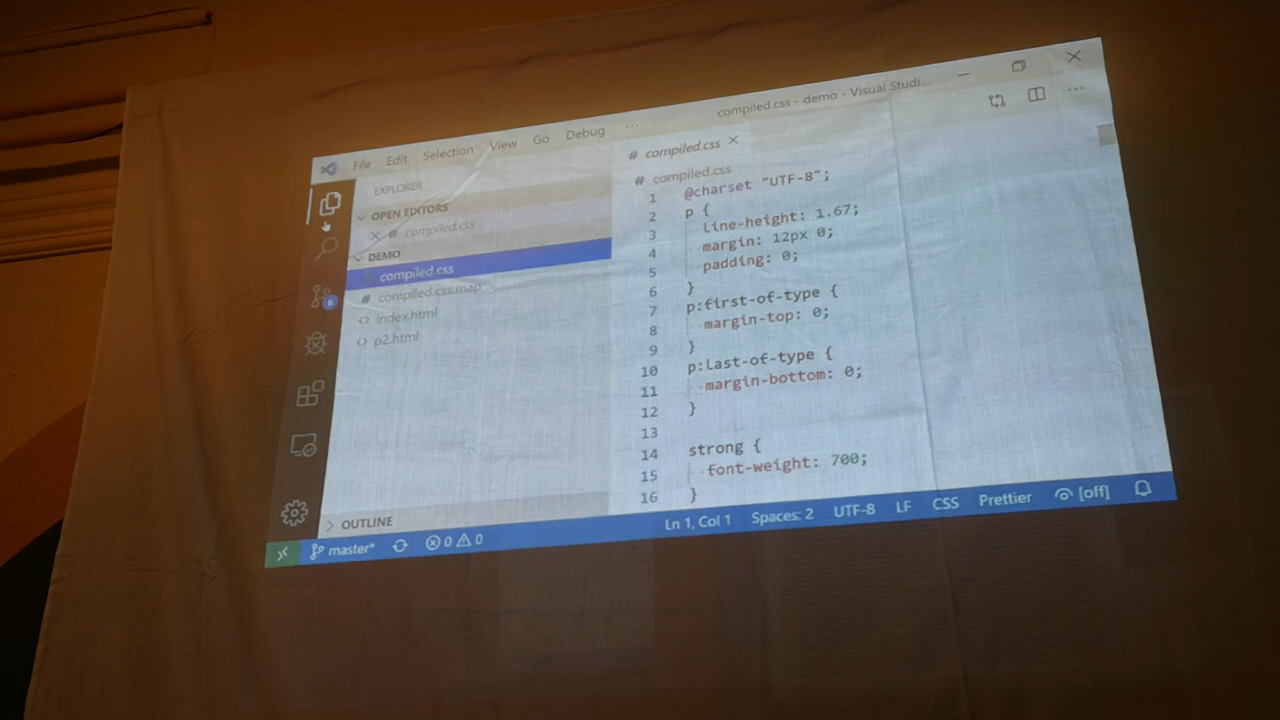 File Edit Selection View Go Debug ... compiled.css - demo - Visual Studi...
EXPLORER
OPEN EDITORS
# compiled.css
DEMO
compiled.css
# compiled.css.map
<> index.html
<> p2.html
OUTLINE
6
# compiled.css
# compiled.css
1 @charset "UTF-8";
2 p {
3 line-height: 1.67;
4 margin: 12px 0;
5 padding: 0;
6 }
7 p:first-of-type {
8 margin-top: 0;
9 }
10 p:last-of-type {
11 margin-bottom: 0;
12 }
13
14 strong {
15 font-weight: 700;
16 }
master* 0 0 Ln 1, Col 1 Spaces: 2 UTF-8 LF CSS Prettier [off]